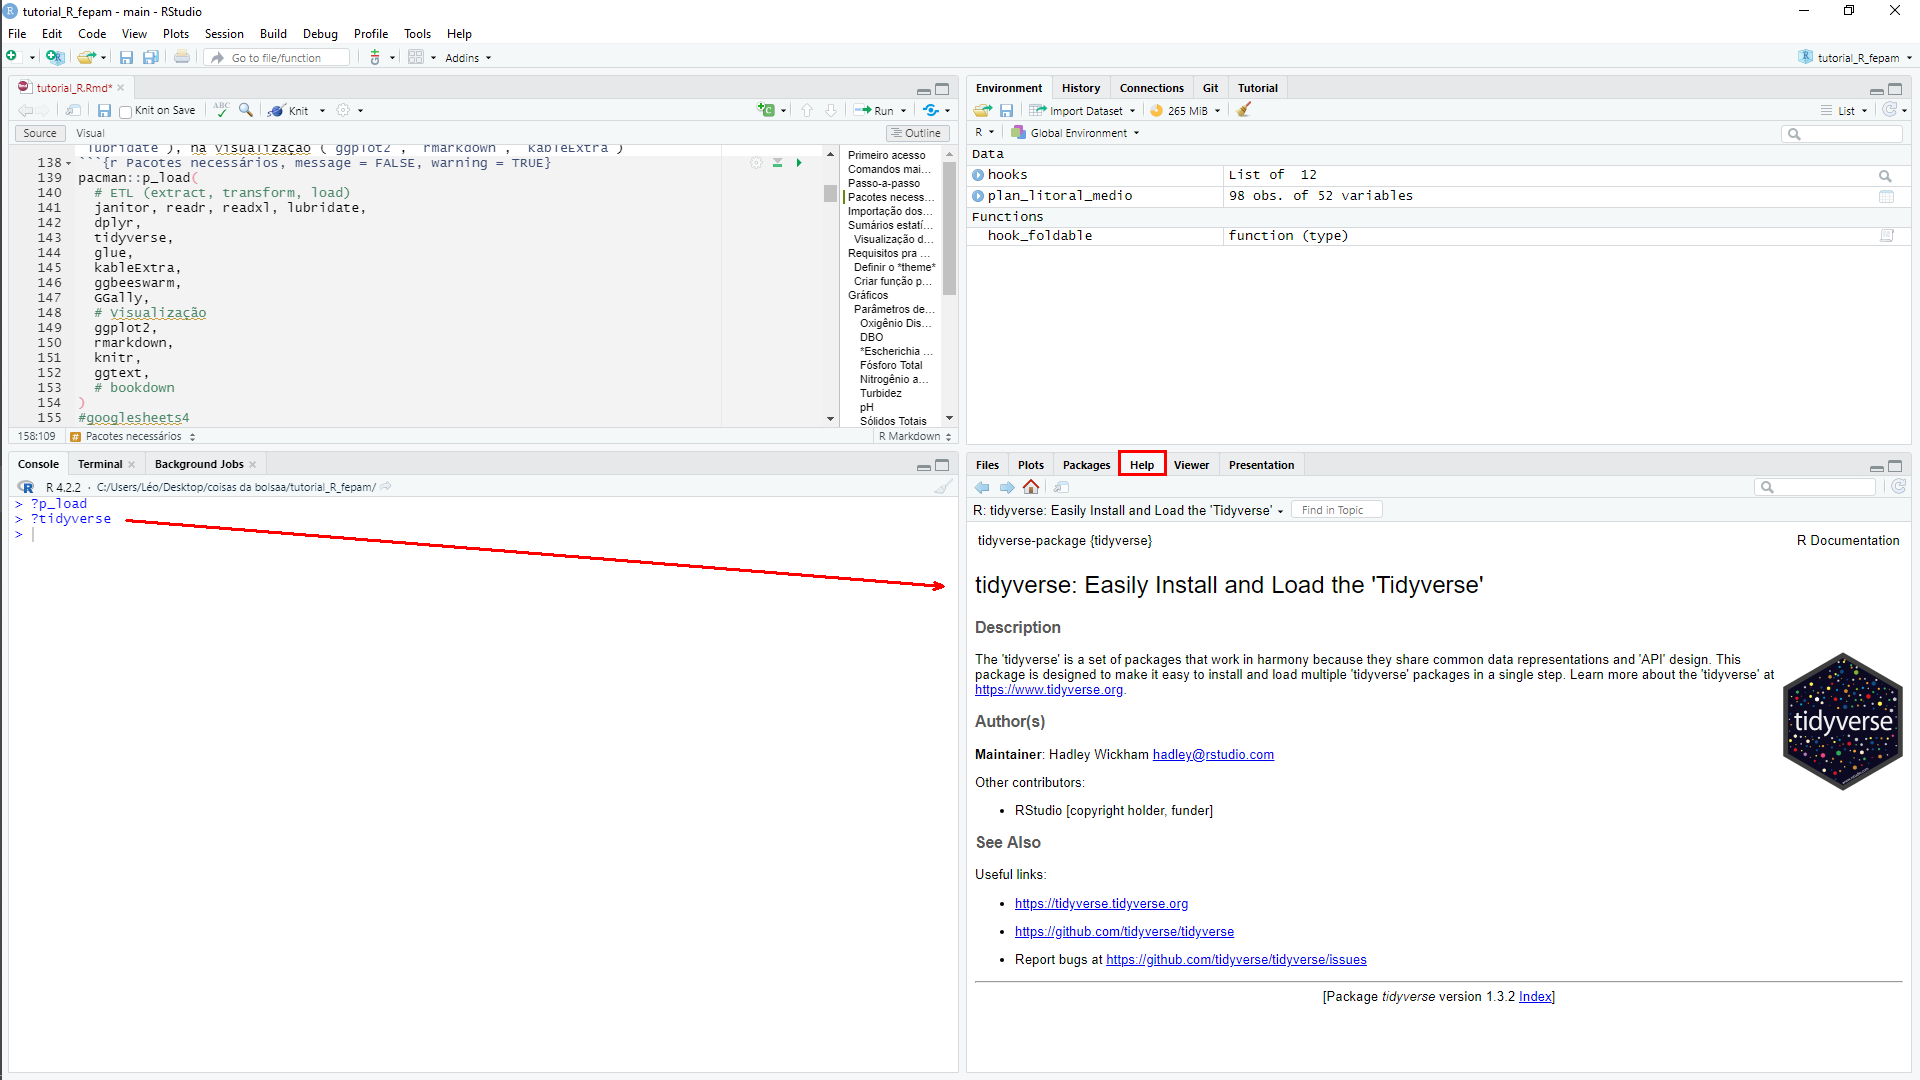 tutorial_R_fepam - main - RStudio
File Edit Code View Plots Session Build Debug Profile Tools Help
Go to file/function Addins tutorial_R_fepam
tutorial_R.Rmd*
Knit on Save ABC Knit Run
Source Visual Outline
lubridate ), na visualização ( ggplot2 , rmarkdown , kableExtra )
138 ```{r Pacotes necessários, message = FALSE, warning = TRUE}
139 pacman::p_load(
140 # ETL (extract, transform, load)
141 janitor, readr, readxl, lubridate,
142 dplyr,
143 tidyverse,
144 glue,
145 kableExtra,
146 ggbeeswarm,
147 GGally,
148 # Visualização
149 ggplot2,
150 rmarkdown,
151 knitr,
152 ggtext,
153 # bookdown
154 )
155 #googlesheets4
Primeiro acesso
Comandos mai...
Passo-a-passo
Pacotes necess...
Importação dos...
Sumários estatí...
Visualização d...
Requisitos pra ...
Definir o *theme*
Criar função p...
Gráficos
Parâmetros de...
Oxigênio Dis...
DBO
*Escherichia ...
Fósforo Total
Nitrogênio a...
Turbidez
pH
Sólidos Totais
158:109 # Pacotes necessários R Markdown
Console Terminal Background Jobs
R 4.2.2 · C:/Users/Léo/Desktop/coisas da bolsaa/tutorial_R_fepam/
> ?p_load
> ?tidyverse
>
Environment History Connections Git Tutorial
Import Dataset 265 MiB List
R Global Environment
Data
hooks List of 12
plan_litoral_medio 98 obs. of 52 variables
Functions
hook_foldable function (type)
Files Plots Packages Help Viewer Presentation
R: tidyverse: Easily Install and Load the 'Tidyverse' Find in Topic
tidyverse-package {tidyverse} R Documentation
tidyverse: Easily Install and Load the 'Tidyverse'
Description
The 'tidyverse' is a set of packages that work in harmony because they share common data representations and 'API' design. This
package is designed to make it easy to install and load multiple 'tidyverse' packages in a single step. Learn more about the 'tidyverse' at
https://www.tidyverse.org.
tidyverse
Author(s)
Maintainer: Hadley Wickham hadley@rstudio.com
Other contributors:
• RStudio [copyright holder, funder]
See Also
Useful links:
• https://tidyverse.tidyverse.org
• https://github.com/tidyverse/tidyverse
• Report bugs at https://github.com/tidyverse/tidyverse/issues
[Package tidyverse version 1.3.2 Index]